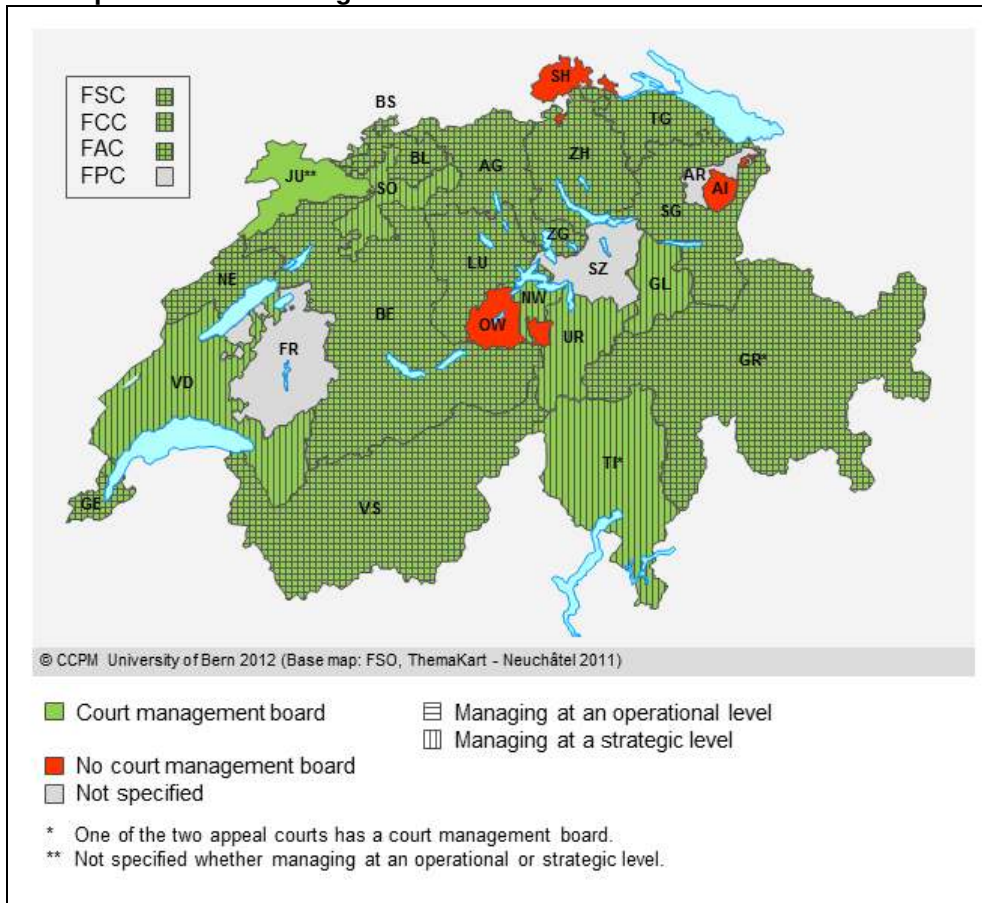 FSC
FCC
FAC
FPC
BS
SH
TG
BL
AG
ZH
JU**
SO
AR
AI
SG
ZG
LU
SZ
NE
GL
NW
BE
OW
UR
FR
GR*
VD
TI*
GE
VS
© CCPM University of Bern 2012 (Base map: FSO, ThemaKart - Neuchâtel 2011)
Court management board
Managing at an operational level
Managing at a strategic level
No court management board
Not specified
* One of the two appeal courts has a court management board.
** Not specified whether managing at an operational or strategic level.